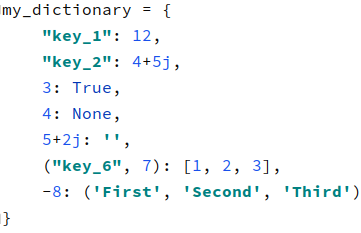 my_dictionary = {
    "key_1": 12,
    "key_2": 4+5j,
    3: True,
    4: None,
    5+2j: '',
    ("key_6", 7): [1, 2, 3],
    -8: ('First', 'Second', 'Third')
}